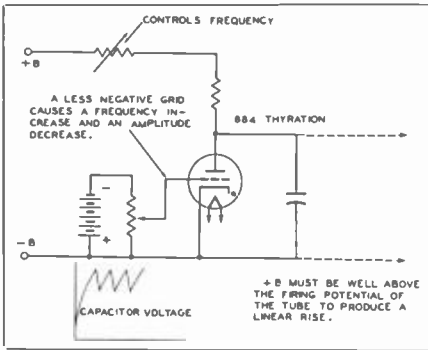 CONTROLS FREQUENCY
+B
A LESS NEGATIVE GRID
CAUSES A FREQUENCY IN-
CREASE AND AN AMPLITUDE
DECREASE.
884 THYRATION
-
+
-B
CAPACITOR VOLTAGE
+B MUST BE WELL ABOVE
THE FIRING POTENTIAL OF
THE TUBE TO PRODUCE A
LINEAR RISE.